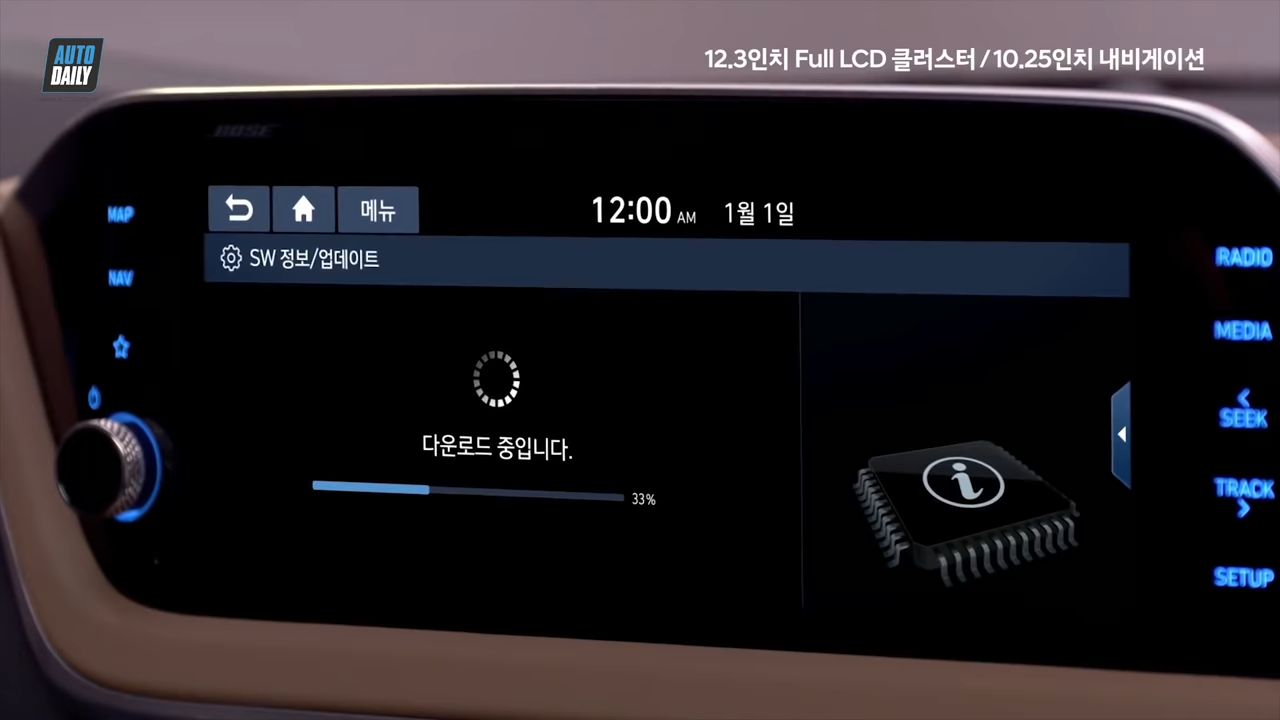 AUTO
DAILY
12.3인치 Full LCD 클러스터 / 10.25인치 내비게이션
BOSE
메뉴
12:00 AM 1월 1일
SW 정보/업데이트
MAP
NAV
다운로드 중입니다.
33%
RADIO
MEDIA
SEEK
TRACK
SETUP